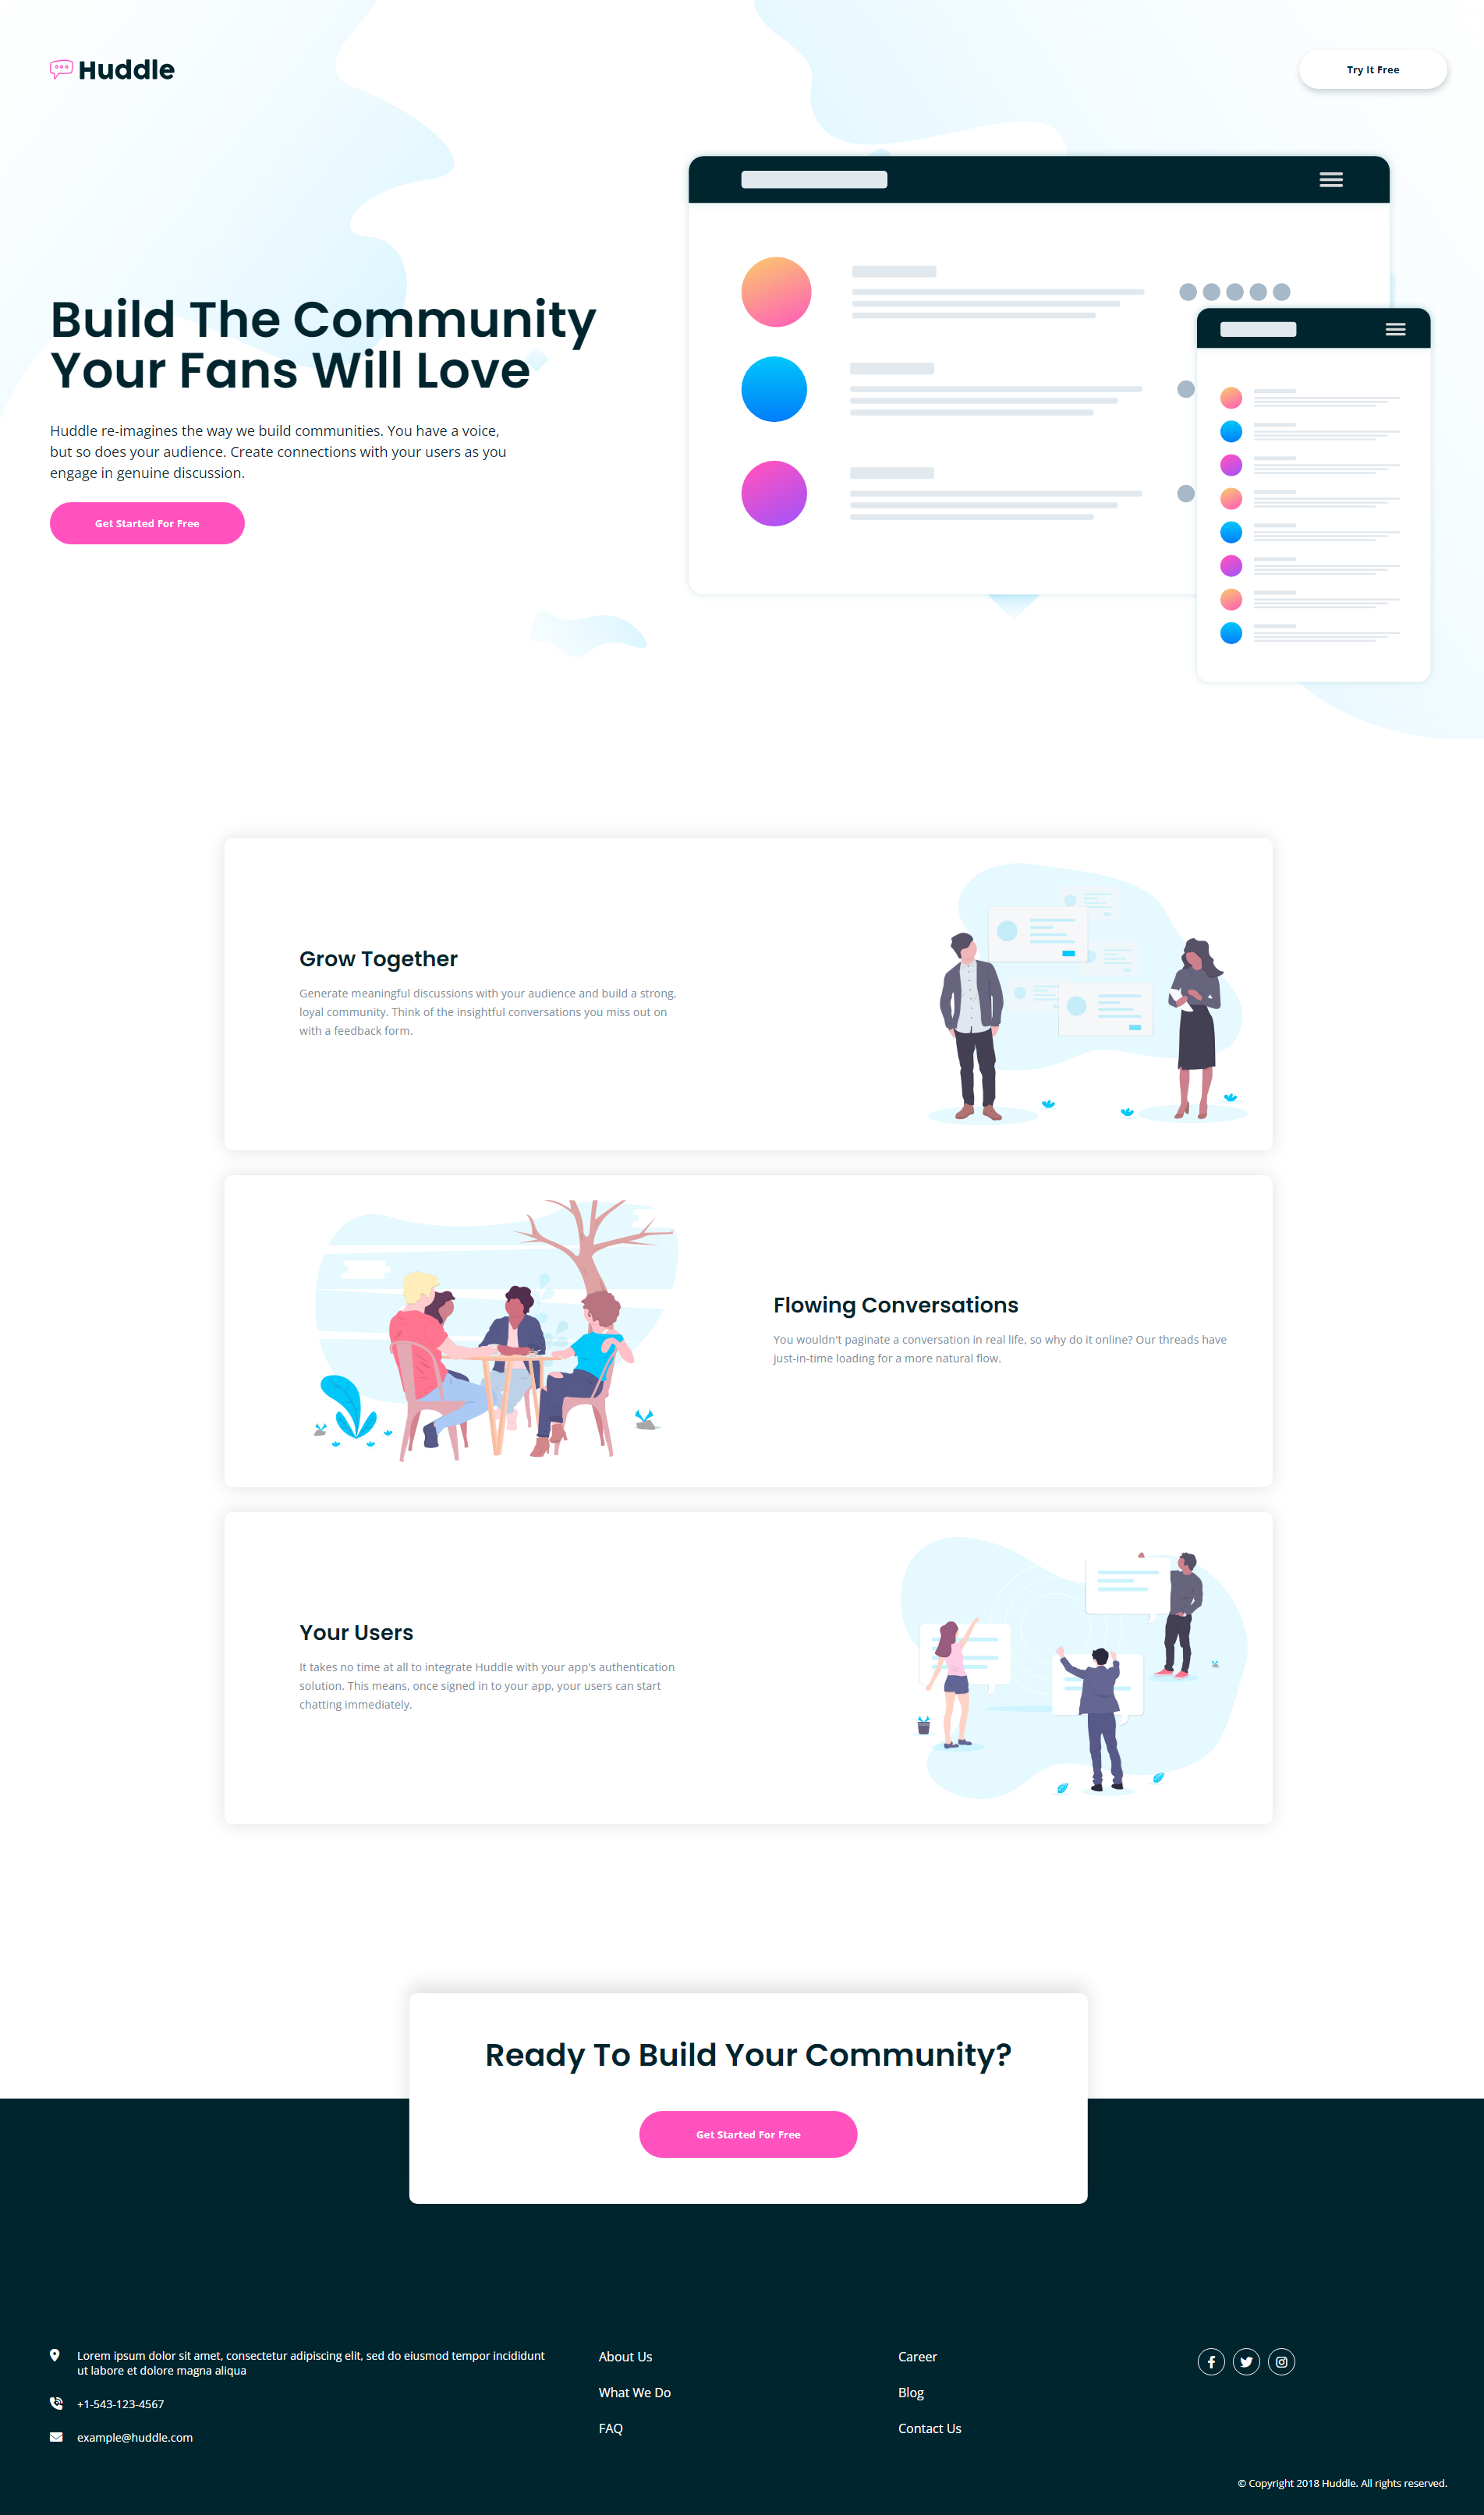 Huddle
Try It Free
Build The Community
Your Fans Will Love
Huddle re-imagines the way we build communities. You have a voice,
but so does your audience. Create connections with your users as you
engage in genuine discussion.
Get Started For Free
Grow Together
Generate meaningful discussions with your audience and build a strong,
loyal community. Think of the insightful conversations you miss out on
with a feedback form.
Flowing Conversations
You wouldn't paginate a conversation in real life, so why do it online? Our threads have
just-in-time loading for a more natural flow.
Your Users
It takes no time at all to integrate Huddle with your app's authentication
solution. This means, once signed in to your app, your users can start
chatting immediately.
Ready To Build Your Community?
Get Started For Free
Lorem ipsum dolor sit amet, consectetur adipiscing elit, sed do eiusmod tempor incididunt
ut labore et dolore magna aliqua
+1-543-123-4567
example@huddle.com
About Us
What We Do
FAQ
Career
Blog
Contact Us
© Copyright 2018 Huddle. All rights reserved.